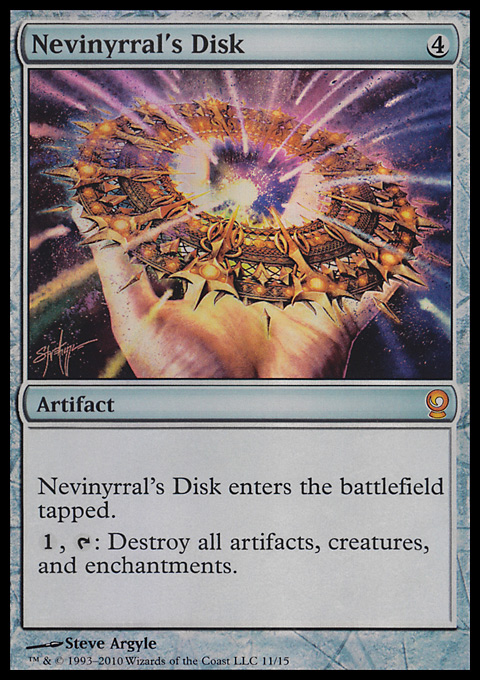 Nevinyrral's Disk 4
Artifact
Nevinyrral's Disk enters the battlefield
tapped.
1 , : Destroy all artifacts, creatures,
and enchantments.
Steve Argyle
™ & © 1993–2010 Wizards of the Coast LLC 11/15